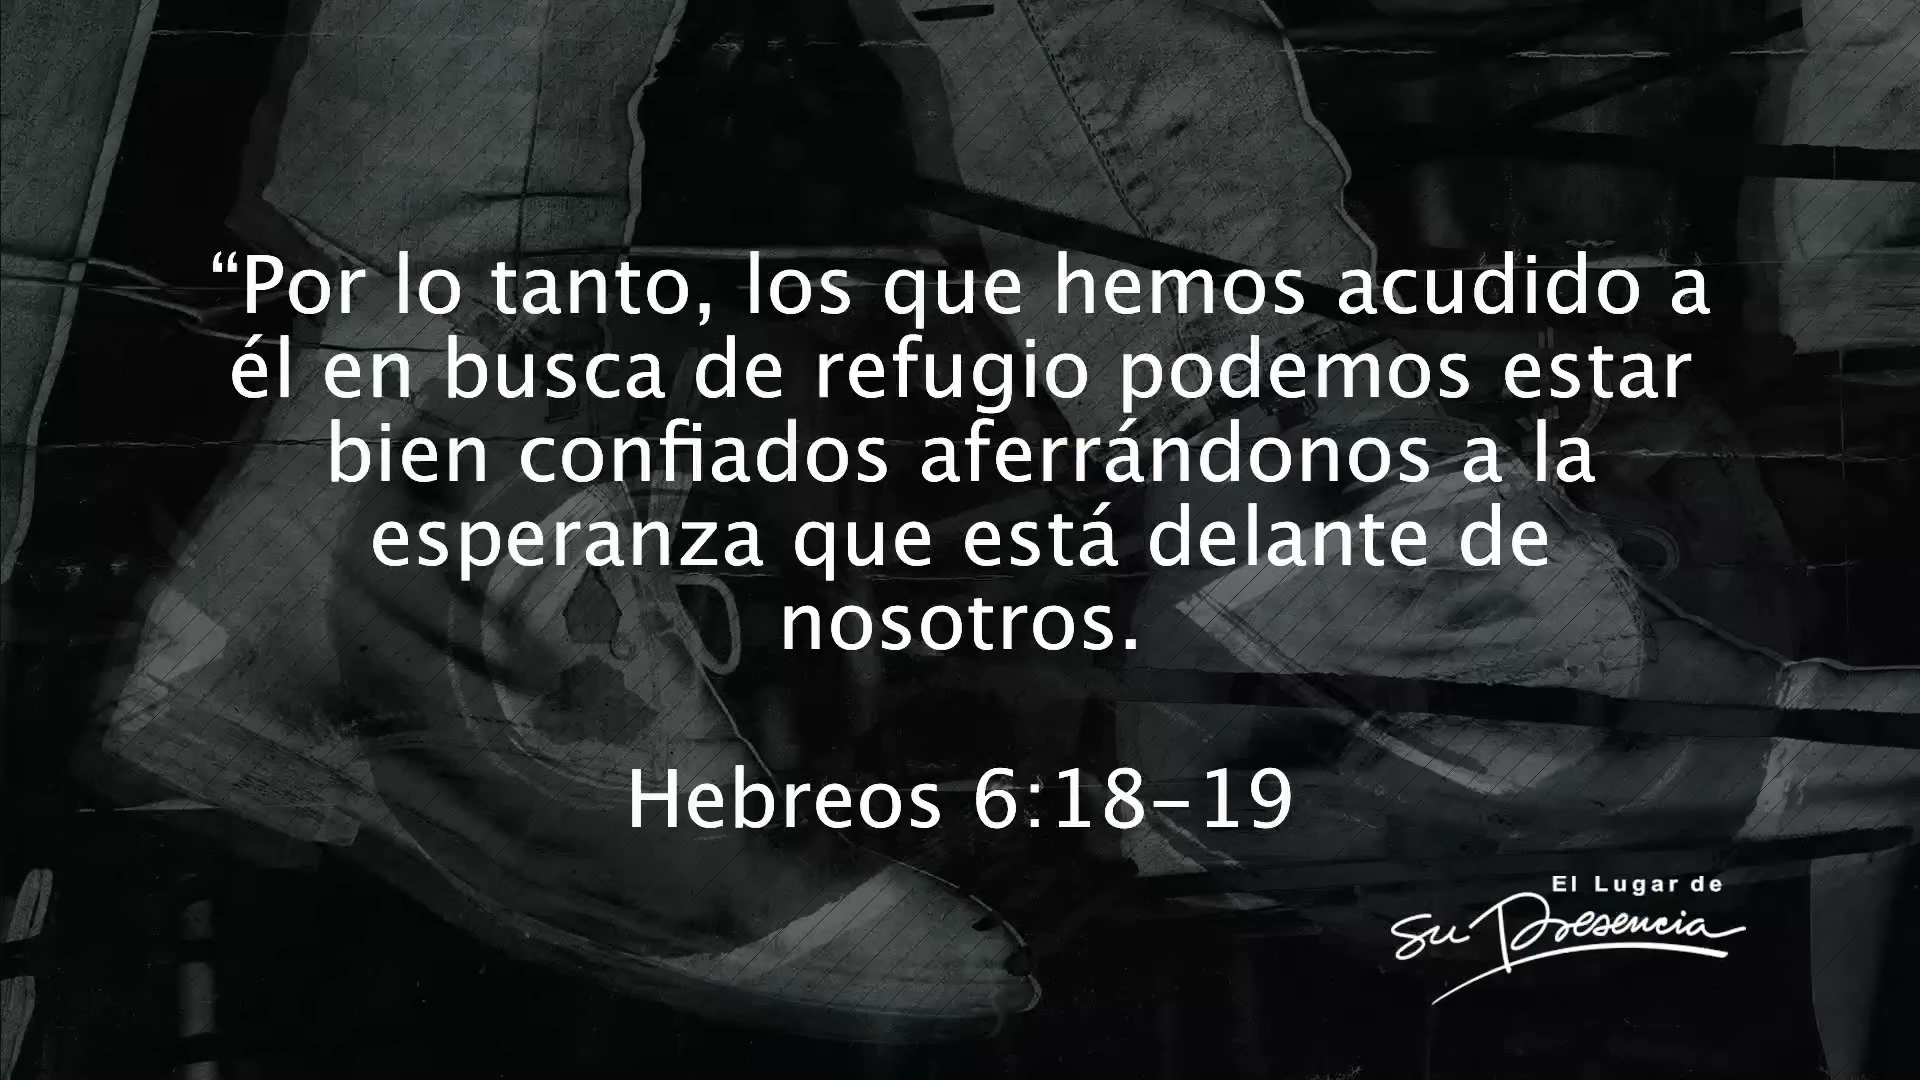 “Por lo tanto, los que hemos acudido a
él en busca de refugio podemos estar
bien confiados aferrándonos a la
esperanza que está delante de
nosotros.
Hebreos 6:18-19
El Lugar de
Su Presencia